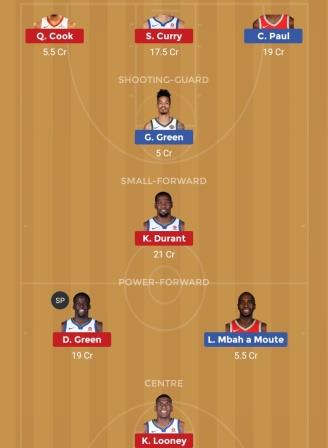 Q. Cook S. Curry C. Paul
5.5 Cr 17.5 Cr 19 Cr
SHOOTING-GUARD
G. Green
5 Cr
SMALL-FORWARD
K. Durant
21 Cr
POWER-FORWARD
SP
D. Green L. Mbah a Moute
19 Cr 5.5 Cr
CENTRE
K. Looney